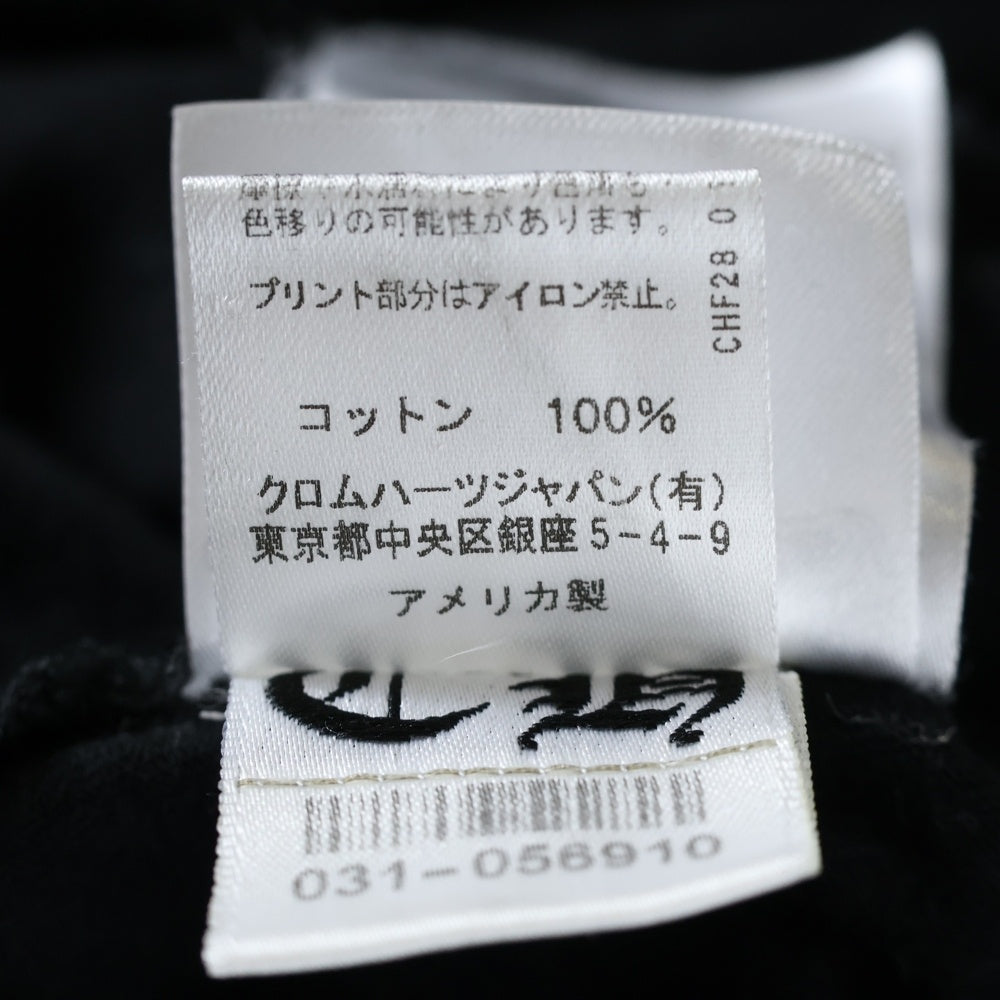 色移りの可能性があります。
プリント部分はアイロン禁止。
CHF28 0
コットン 100%
クロムハーツジャパン(有)
東京都中央区銀座5-4-9
アメリカ製
031-056910